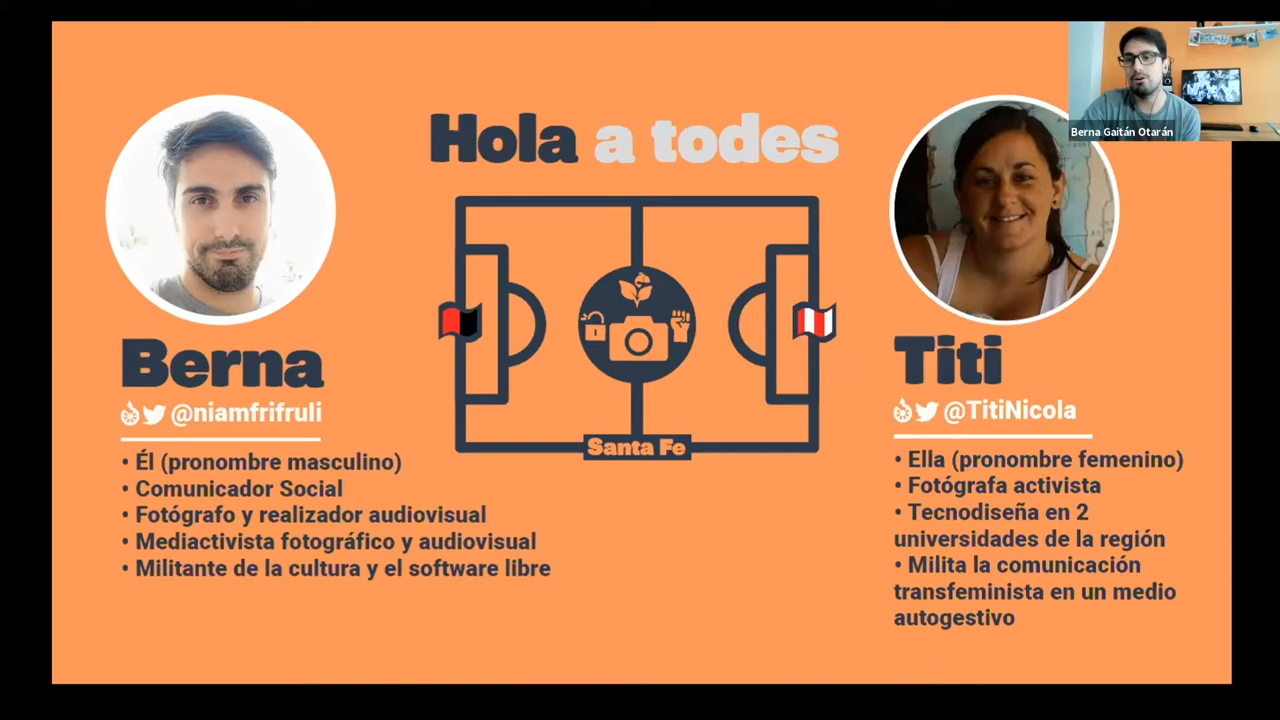 Hola a todes
Berna Gaitán Otarán
Santa Fe
Berna
@niamfrifruli
• Él (pronombre masculino)
• Comunicador Social
• Fotógrafo y realizador audiovisual
• Mediactivista fotográfico y audiovisual
• Militante de la cultura y el software libre
Titi
@TitiNicola
• Ella (pronombre femenino)
• Fotógrafa activista
• Tecnodiseña en 2
universidades de la región
• Milita la comunicación
transfeminista en un medio
autogestivo